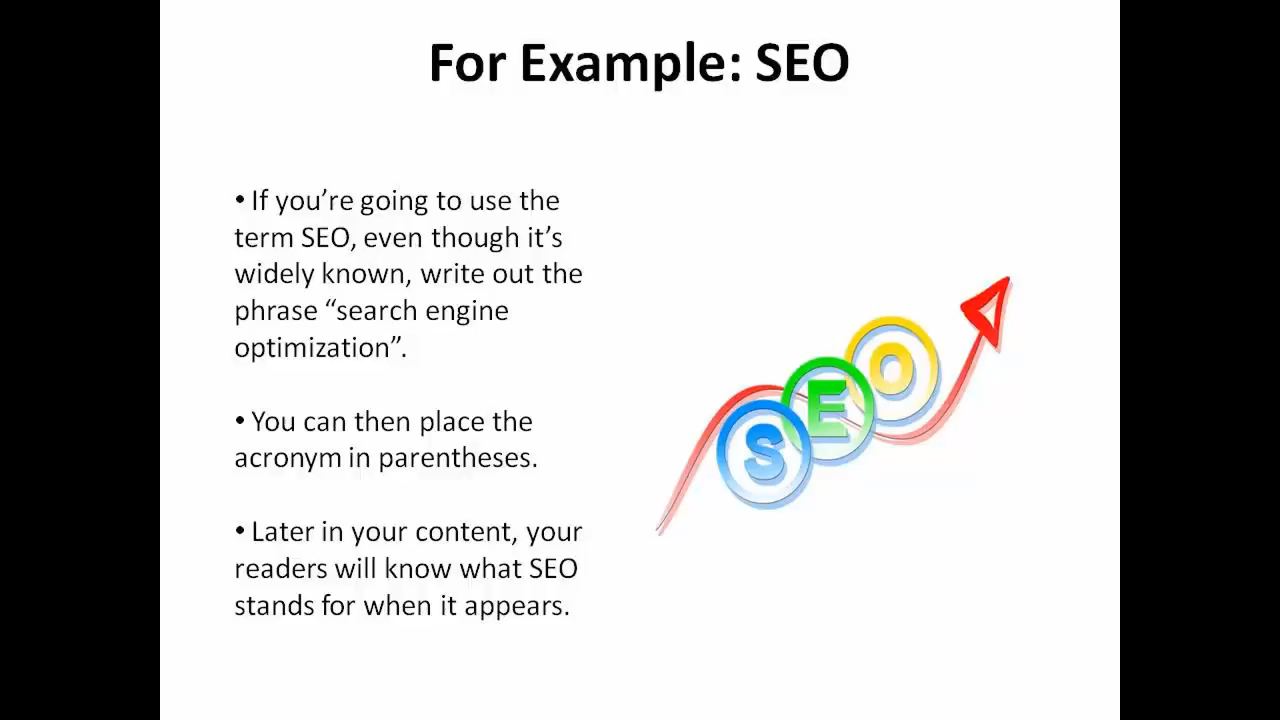 For Example: SEO
• If you’re going to use the
term SEO, even though it’s
widely known, write out the
phrase “search engine
optimization”.
• You can then place the
acronym in parentheses.
• Later in your content, your
readers will know what SEO
stands for when it appears.
SEO